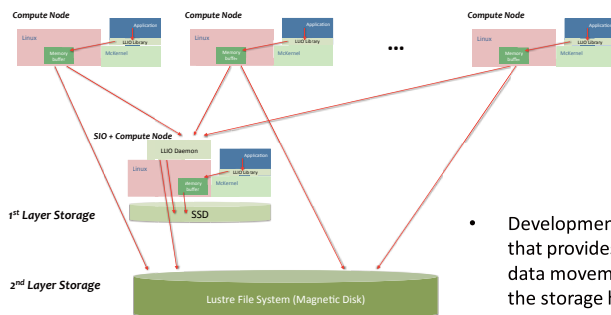 Compute Node
Compute Node
Compute Node
Application
LLIO Library
Linux
Memory
Buffer
McKernel
Application
LLIO Library
Linux
Memory
Buffer
McKernel
...
Application
LLIO Library
Linux
Memory
Buffer
McKernel
SIO + Compute Node
LLIO Daemon
Application
LLIO Library
Linux
Memory
Buffer
McKernel
1st Layer Storage
SSD
2nd Layer Storage
Lustre File System (Magnetic Disk)
• Development
that provides
data movem
the storage h